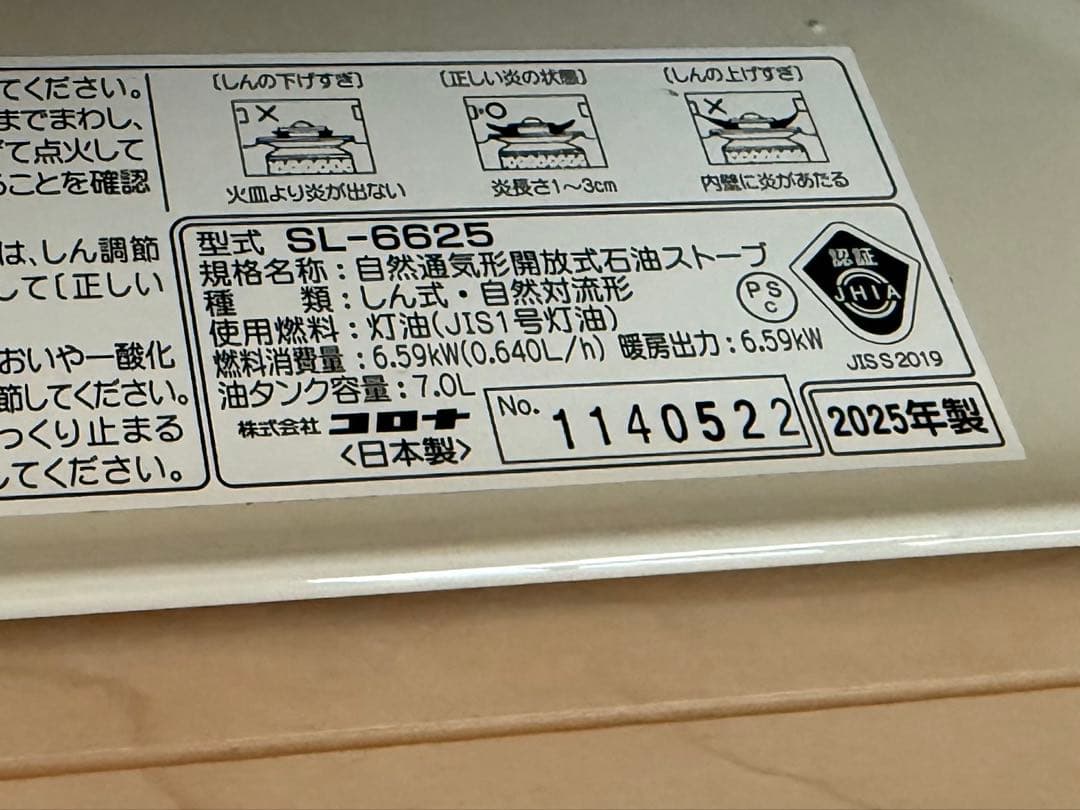 てください。
までまわし、
げて点火して
ることを確認
は、しん調節
して〔正しい
おいや一酸化
節してください。
っくり止まる
してください。
〔しんの下げすぎ〕
火皿より炎が出ない
〔正しい炎の状態〕
炎長さ1〜3cm
〔しんの上げすぎ〕
内壁に炎があたる
型式 SL-6625
規格名称：自然通気形開放式石油ストーブ
種　類：しん式・自然対流形
使用燃料：灯油(JIS1号灯油)
燃料消費量：6.59kW(0.640L/h) 暖房出力：6.59kW
油タンク容量：7.0L
PSC
認証
JHIA
JISS2019
株式会社 コロナ
〈日本製〉
No. 1140522
2025年製